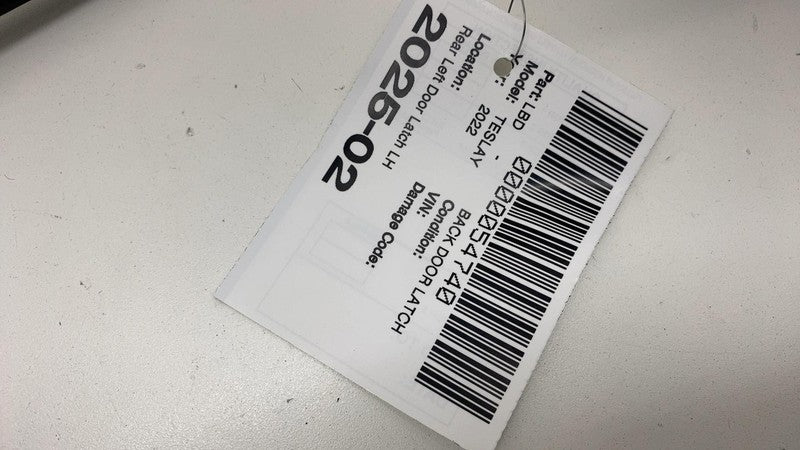 0000054740
Part: LBD - BACK DOOR LATCH
Model: TESLAY Condition:
2022 VIN:
Location: Damage Code:
Rear Left Door Latch LH
2025-02